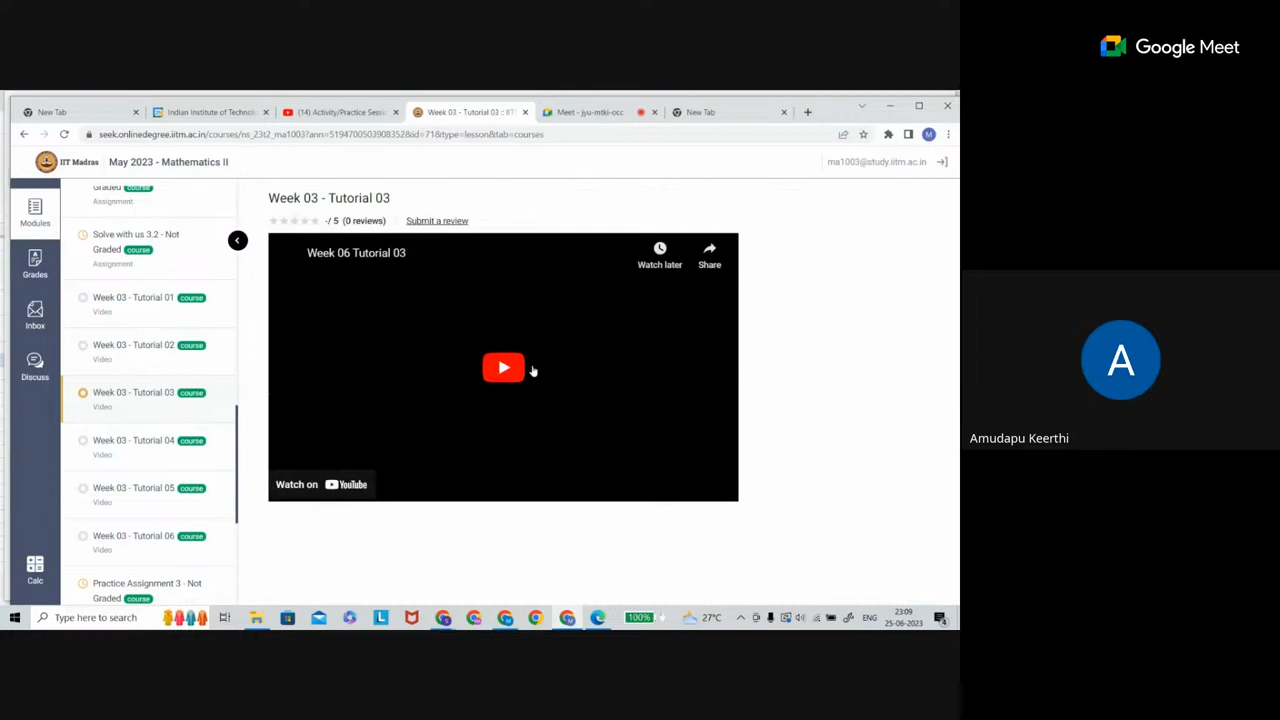 Google Meet
New Tab
Indian Institute of Technolo
(14) Activity/Practice Sessio
Week 03 - Tutorial 03 :: IIT
Meet - jyu-mtki-occ
New Tab
seek.onlinedegree.iitm.ac.in/courses/ns_23t2_ma1003?ann=5194700503908352&id=71&type=lesson&tab=courses
M
IIT Madras
May 2023 - Mathematics II
ma1003@study.iitm.ac.in
Modules
Grades
Inbox
Discuss
Calc
Graded course
Assignment
Solve with us 3.2 - Not
Graded course
Assignment
Week 03 - Tutorial 01 course
Video
Week 03 - Tutorial 02 course
Video
Week 03 - Tutorial 03 course
Video
Week 03 - Tutorial 04 course
Video
Week 03 - Tutorial 05 course
Video
Week 03 - Tutorial 06 course
Video
Practice Assignment 3 - Not
Graded course
Week 03 - Tutorial 03
-/ 5 (0 reviews) Submit a review
Week 06 Tutorial 03
Watch later
Share
Watch on YouTube
A
Amudapu Keerthi
Type here to search
L
100%
27°C
ENG
23:09
25-06-2023
4